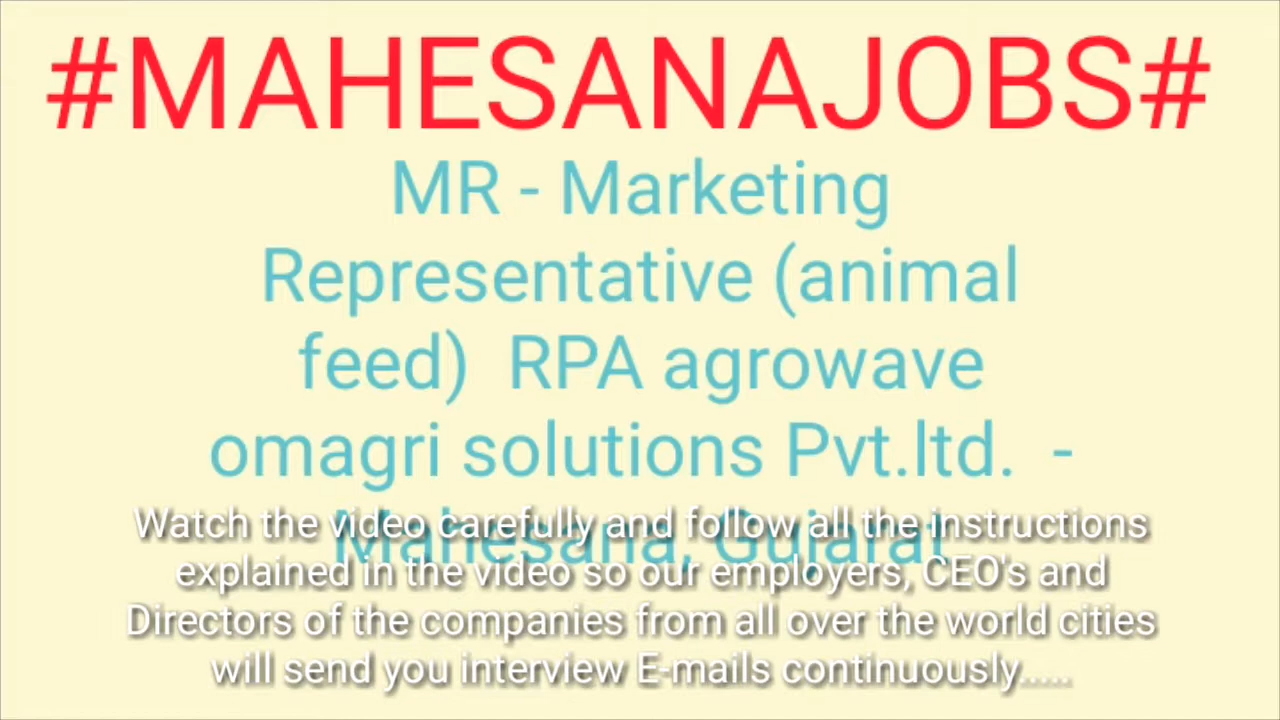 #MAHESANAJOBS#
MR - Marketing
Representative (animal
feed) RPA agrowave
omagri solutions Pvt.ltd. -
Mahesana, Gujarat
Watch the video carefully and follow all the instructions
explained in the video so our employers, CEO's and
Directors of the companies from all over the world cities
will send you interview E-mails continuously.....